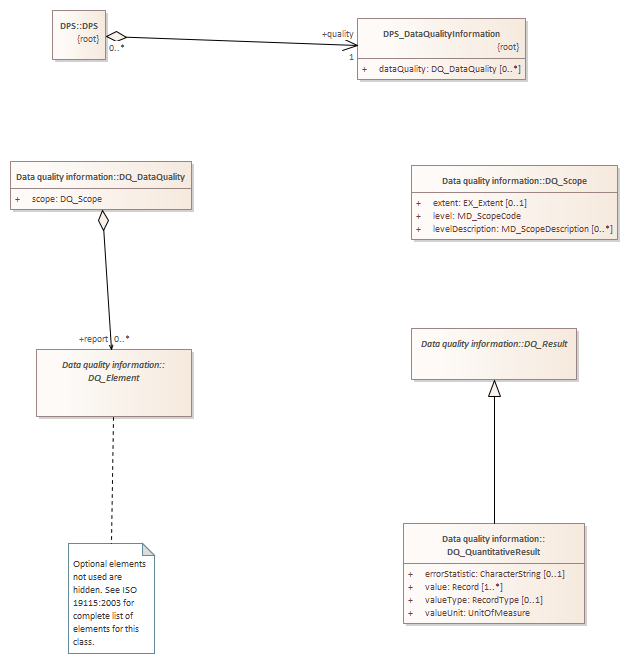 DPS::DPS
{root}
0..*
+quality
1
DPS_DataQualityInformation
{root}
+ dataQuality: DQ_DataQuality [0..*]
Data quality information::DQ_DataQuality
+ scope: DQ_Scope
Data quality information::DQ_Scope
+ extent: EX_Extent [0..1]
+ level: MD_ScopeCode
+ levelDescription: MD_ScopeDescription [0..*]
+report 0..*
Data quality information::
DQ_Element
Data quality information::DQ_Result
Optional elements
not used are
hidden. See ISO
19115:2003 for
complete list of
elements for this
class.
Data quality information::
DQ_QuantitativeResult
+ errorStatistic: CharacterString [0..1]
+ value: Record [1..*]
+ valueType: RecordType [0..1]
+ valueUnit: UnitOfMeasure